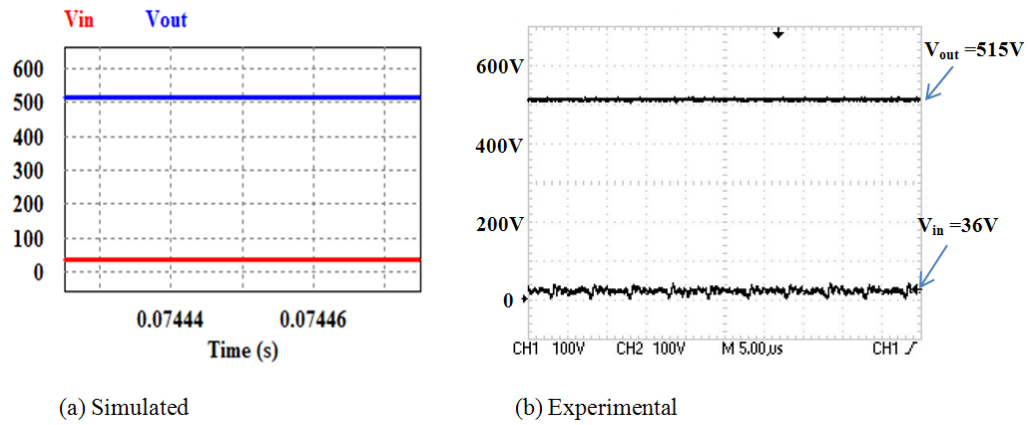 Vin Vout
600
500
400
300
200
100
0
0.07444 0.07446
Time (s)
(a) Simulated
600V
400V
200V
0
Vout =515V
Vin =36V
CH1 100V CH2 100V M 5.00µs CH1
(b) Experimental